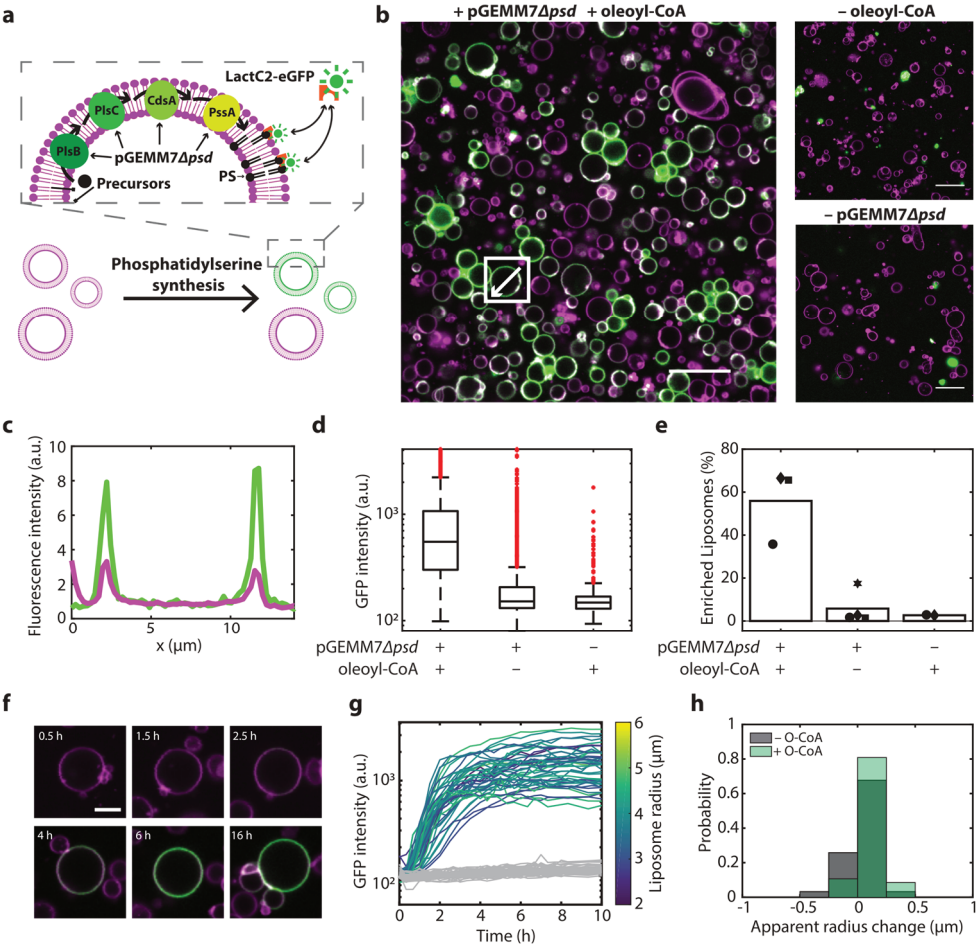 a
LactC2-eGFP
PlsB
PlsC
CdsA
PssA
pGEMM7Δpsd
PS
Precursors
Phosphatidylserine
synthesis
b
+ pGEMM7Δpsd + oleoyl-CoA
− oleoyl-CoA
− pGEMM7Δpsd
c
Fluorescence intensity (a.u.)
10
8
6
4
2
0
0
5
10
x (μm)
d
GFP intensity (a.u.)
10³
10²
pGEMM7Δpsd + + −
oleoyl-CoA + − +
e
Enriched Liposomes (%)
80
60
40
20
0
pGEMM7Δpsd + + −
oleoyl-CoA + − +
f
0.5 h
1.5 h
2.5 h
4 h
6 h
16 h
g
GFP intensity (a.u.)
10³
10²
0 2 4 6 8 10
Time (h)
6
5
4
3
2
Liposome radius (μm)
h
− O-CoA
+ O-CoA
Probability
1
0.8
0.6
0.4
0.2
0
-1 -0.5 0 0.5 1
Apparent radius change (μm)